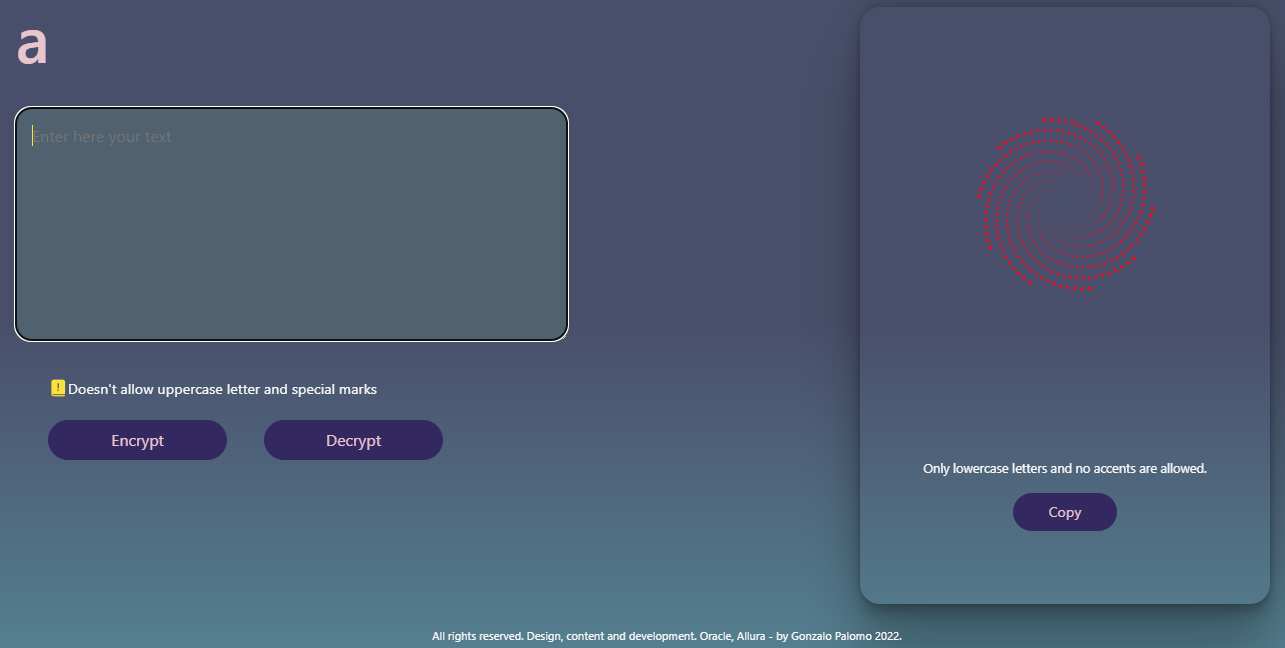 a
Enter here your text
Doesn't allow uppercase letter and special marks
Encrypt
Decrypt
Only lowercase letters and no accents are allowed.
Copy
All rights reserved. Design, content and development. Oracle, Allura - by Gonzalo Palomo 2022.